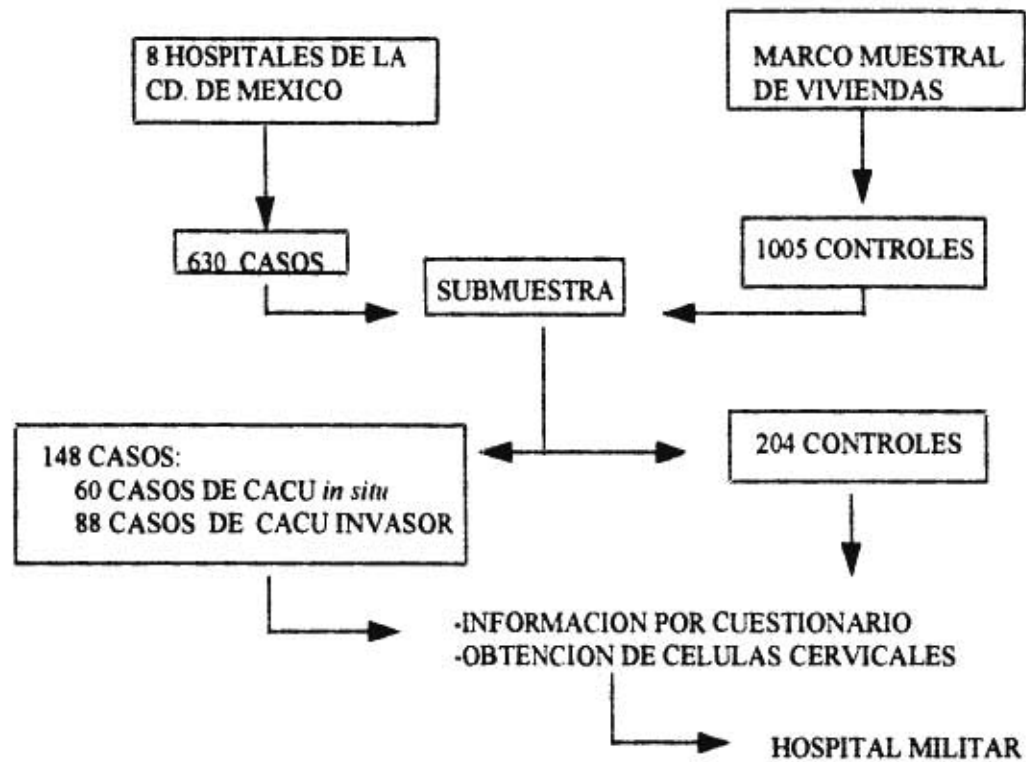 8 HOSPITALES DE LA
CD. DE MEXICO
MARCO MUESTRAL
DE VIVIENDAS
630 CASOS
1005 CONTROLES
SUBMUESTRA
148 CASOS:
60 CASOS DE CACU in situ
88 CASOS DE CACU INVASOR
204 CONTROLES
-INFORMACION POR CUESTIONARIO
-OBTENCION DE CELULAS CERVICALES
HOSPITAL MILITAR